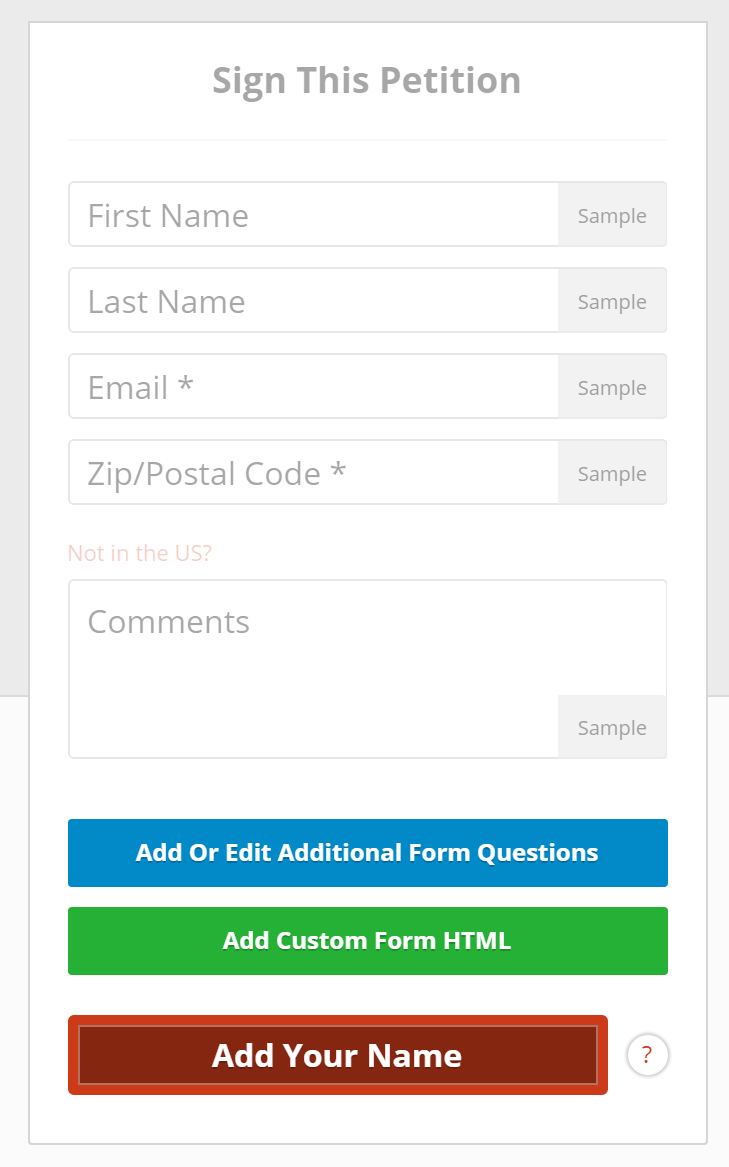 Sign This Petition
First Name Sample
Last Name Sample
Email * Sample
Zip/Postal Code * Sample
Not in the US?
Comments
Sample
Add Or Edit Additional Form Questions
Add Custom Form HTML
Add Your Name ?